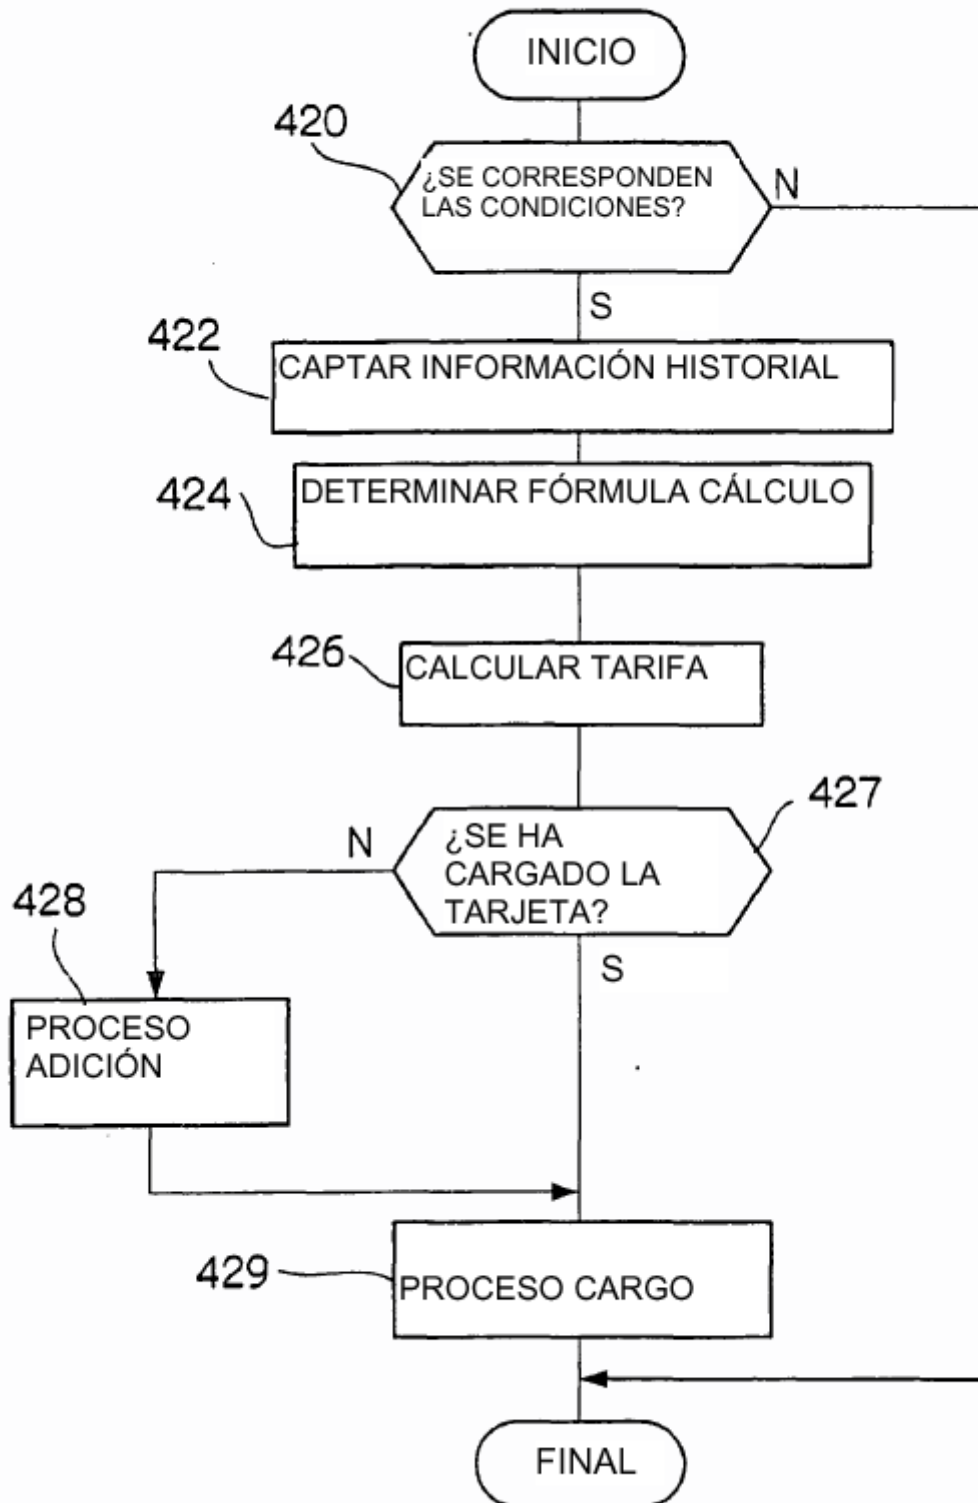 INICIO
420
¿SE CORRESPONDEN
LAS CONDICIONES?
N
S
422
CAPTAR INFORMACIÓN HISTORIAL
424
DETERMINAR FÓRMULA CÁLCULO
426
CALCULAR TARIFA
427
¿SE HA
CARGADO LA
TARJETA?
N
S
428
PROCESO
ADICIÓN
429
PROCESO CARGO
FINAL